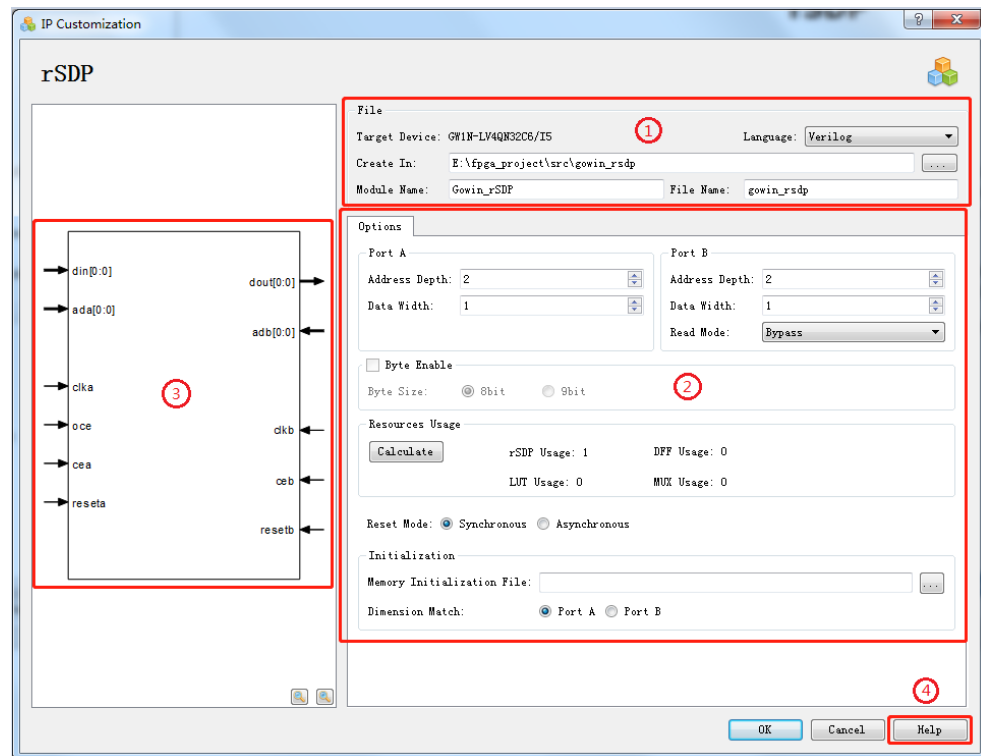 IP Customization
rSDP
File
Target Device: GW1N-LV4QN32C6/I5
1
Language: Verilog
Create In: E:\fpga_project\src\gowin_rsdp ...
Module Name: Gowin_rSDP File Name: gowin_rsdp
Options
Port A
Address Depth: 2
Data Width: 1
Port B
Address Depth: 2
Data Width: 1
Read Mode: Bypass
Byte Enable
Byte Size: 8bit 9bit
2
Resources Usage
Calculate rSDP Usage: 1 DFF Usage: 0
LUT Usage: 0 MUX Usage: 0
Reset Mode: Synchronous Asynchronous
Initialization
Memory Initialization File: ...
Dimension Match: Port A Port B
din[0:0]
dout[0:0]
ada[0:0]
adb[0:0]
clka
3
oce
clkb
cea
ceb
reseta
resetb
4
OK Cancel Help